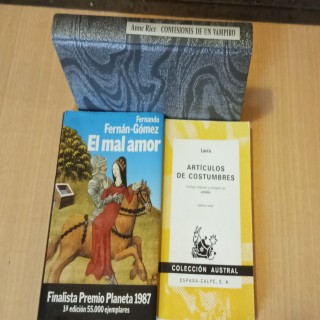 Anne Rice CONFESIONES DE UN VAMPIRO
Fernando
Fernán-Gómez
El mal amor
Finalista Premio Planeta 1987
1ª edición 55.000 ejemplares
Larra
ARTÍCULOS
DE COSTUMBRES
COLECCIÓN AUSTRAL
ESPASA-CALPE, S. A.